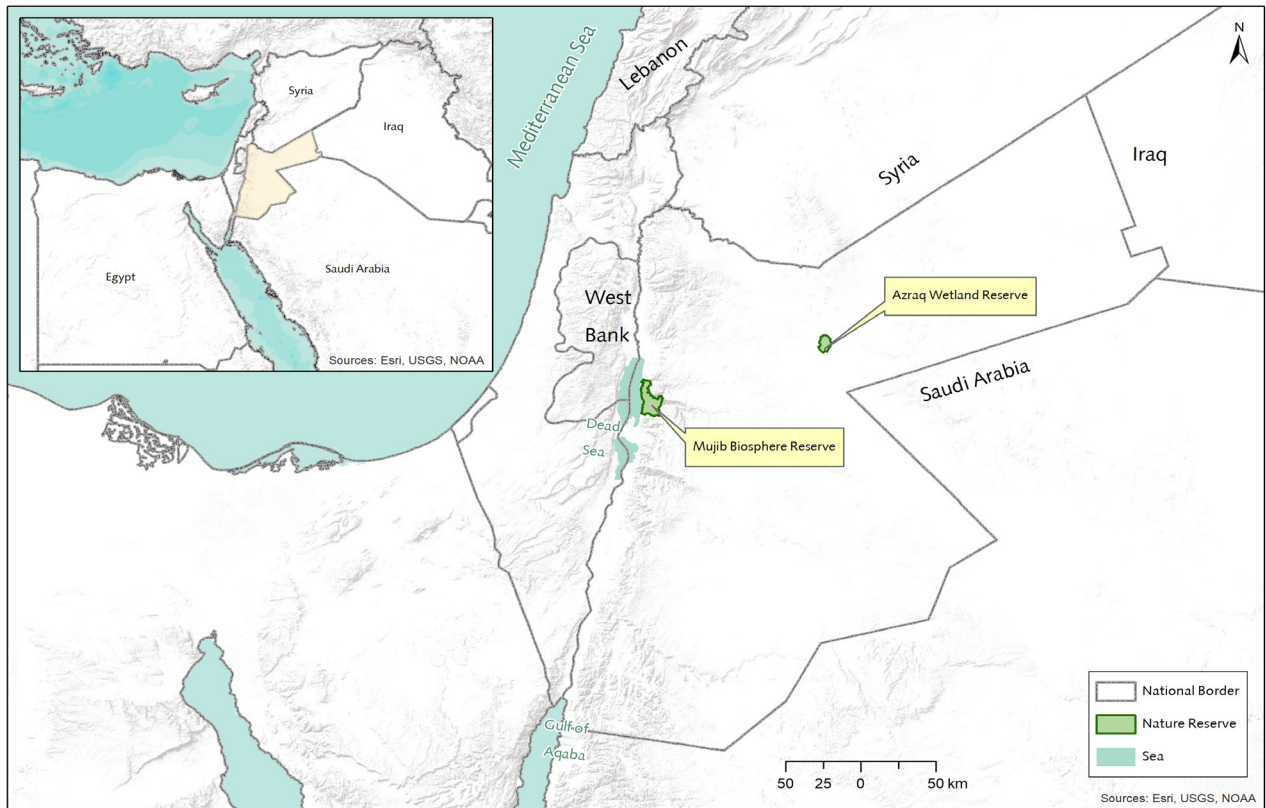 Syria
Iraq
Egypt
Saudi Arabia
Sources: Esri, USGS, NOAA
Mediterranean Sea
Lebanon
N
Syria
Iraq
Azraq Wetland Reserve
West
Bank
Saudi Arabia
Dead
Sea
Mujib Biosphere Reserve
Gulf of
Aqaba
National Border
Nature Reserve
Sea
50 25 0 50 km
Sources: Esri, USGS, NOAA